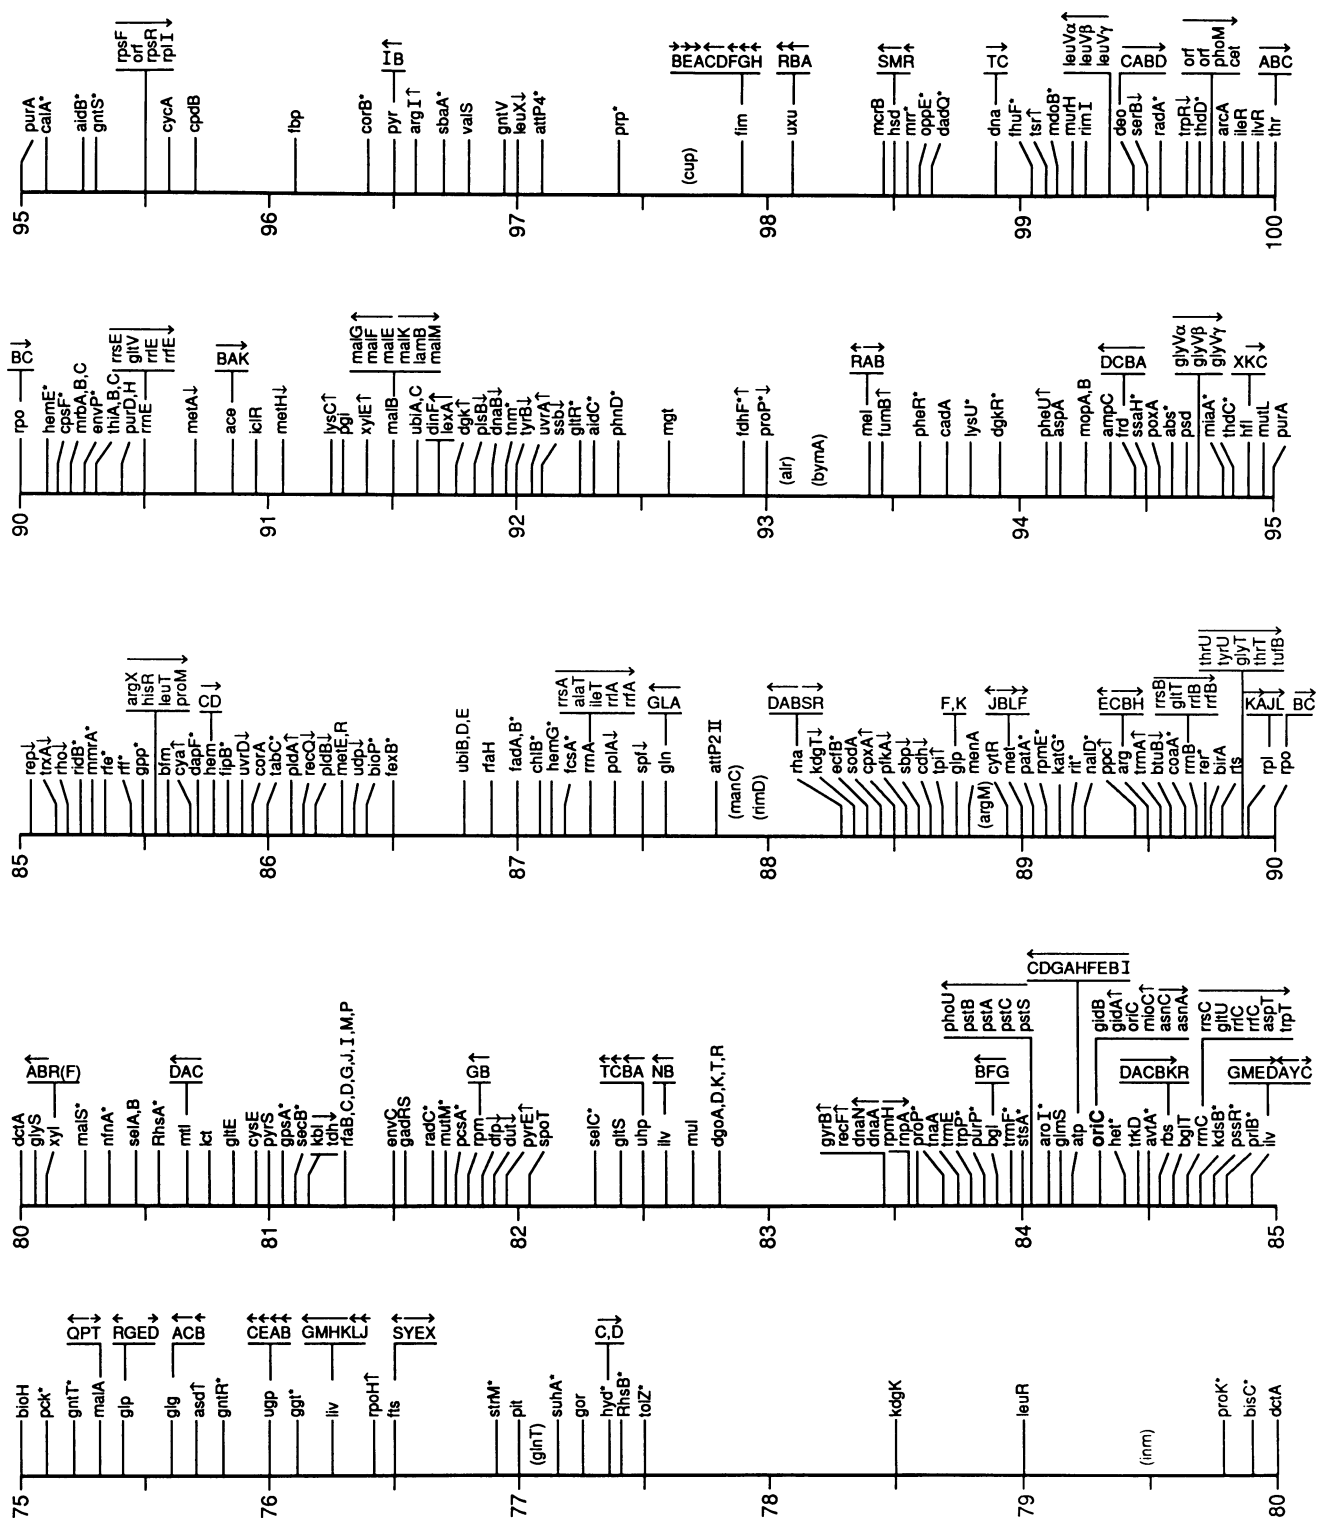 rpsF
orf
rpsR
rplI
IB
BEACDFGH
RBA
SMR
TC
leuVα
leuVβ
leuVγ
CABD
orf
orf
phoM
cet
ABC
purA
calA*
aidB*
gntS*
cycA
cpdB
fbp
corB*
pyr
argI↑
sbaA*
valS
gntV
leuX↓
attP4*
prp*
(cup)
fim
uxu
mcrB
hsd
mrr*
oppE*
dadQ*
dna
thuF*
tsr↑
mdoB*
murH
rimI
deo
serB↓
radA*
trpR↓
thdD*
arcA
ileR
ilvR
thr
95
96
97
98
99
100
BC
rrsE
gltV
rrlE
rrfE
BAK
malG
malF
malE
malK
lamB
malM
RAB
DCBA
glyVα
glyVβ
glyVγ
XKC
rpo
hemE*
cpsF*
mrbA,B,C
envP*
thiA,B,C
purD,H
rrnE
metA↓
ace
iclR
metH↓
lysC↑
pgi
xylE↑
malB
ubiA,C
dinF↑
lexA↑
dgk↑
plsB↓
dnaB↓
tnm*
tyrB↓
uvrA↑
ssb↓
gltR*
aidC*
phnD*
mgt
fdhF*↑
proP*↓
(alr)
(bymA)
mel
fumB↑
pheR*
cadA
lysU*
dgkR*
pheU↑
aspA
mopA,B
ampC
frd
ssaH*
poxA
abs*
psd
miaA*
thdC*
hfl
mutL
purA
90
91
92
93
94
95
argX
hisR
leuT
proM
CD
rrsA
alaT
ileT
rrlA
rrfA
GLA
DABSR
F,K
JBLF
ECBH
rrsB
gltT
rrlB
rrfB
thrU
tyrU
glyT
thrT
tufB
KAJL
BC
rep↓
trxA↓
rho↓
ridB*
mmrA*
rfe*
rff*
gpp*
bfm
cya↑
dapF*
hem
fipB*
uvrD↓
corA
tabC*
pldA↑
recQ↓
pldB↓
metE,R
udp↓
bioP*
fexB*
ubiB,D,E
rfaH
fadA,B*
chlB*
hemG*
fcsA*
rrnA
polA↓
spf↓
gln
attP2II
(manC)
(rimD)
rha
kdgT↓
ecfB*
sodA
cpxA↑
pfkA↓
sbp↓
cdh↓
tpi↑
glp
menA
(argM)
cytR
met
patA*
rpmE*
katG*
rit*
nalD*
ppc↑
arg
trmA↑
btuB↓
coaA*
rrnB
rer*
birA
rts
rpl
rpo
85
86
87
88
89
90
ABR(F)
DAC
GB
TCBA
NB
phoU
pstB
pstA
pstC
pstS
BFG
CDGAHFEBI
gidB
gidA↑
oriC
mioC↑
asnC
asnA↓
DACBKR
rrsC
gltU
rrlC
rrfC
aspT
trpT
GMEDAYC
dctA
glyS
xyl
malS*
nfnA*
selA,B
RhsA*
mtl
lct
gltE
cysE
pyrS
gpsA*
secB*
kbl
tdh↓
rfaB,C,D,G,J,I,M,P
envC
gadRS
radC*
mutM*
pcsA*
rpm
dfp↓
dut↓
pyrE↑
spoT
selC*
gltS
uhp
ilv
mul
dgoA,D,K,T,R
gyrB↑
recF↑
dnaN↑
dnaA
rpmH
rnpA
proP*
tnaA
trmE
trpP*
purP*
bgl
trmF*
stsA*
aroI*
glmS
atp
oriC
het*
trkD
avtA*
rbs
bglT
rrnC
kdsB*
pssR*
prlB*
ilv
80
81
82
83
84
85
QPT
RGED
ACB
CEAB
GMHKLJ
SYEX
C,D
bioH
pck*
gntT*
malA
glp
glg
asd↑
gntR*
ugp
ggt*
liv
rpoH↑
fts
strM*
pit
(glnT)
suhA*
gor
hyd*
RhsB*
tolZ*
kdgK
leuR
(inm)
proK*
bisC*
dctA
75
76
77
78
79
80